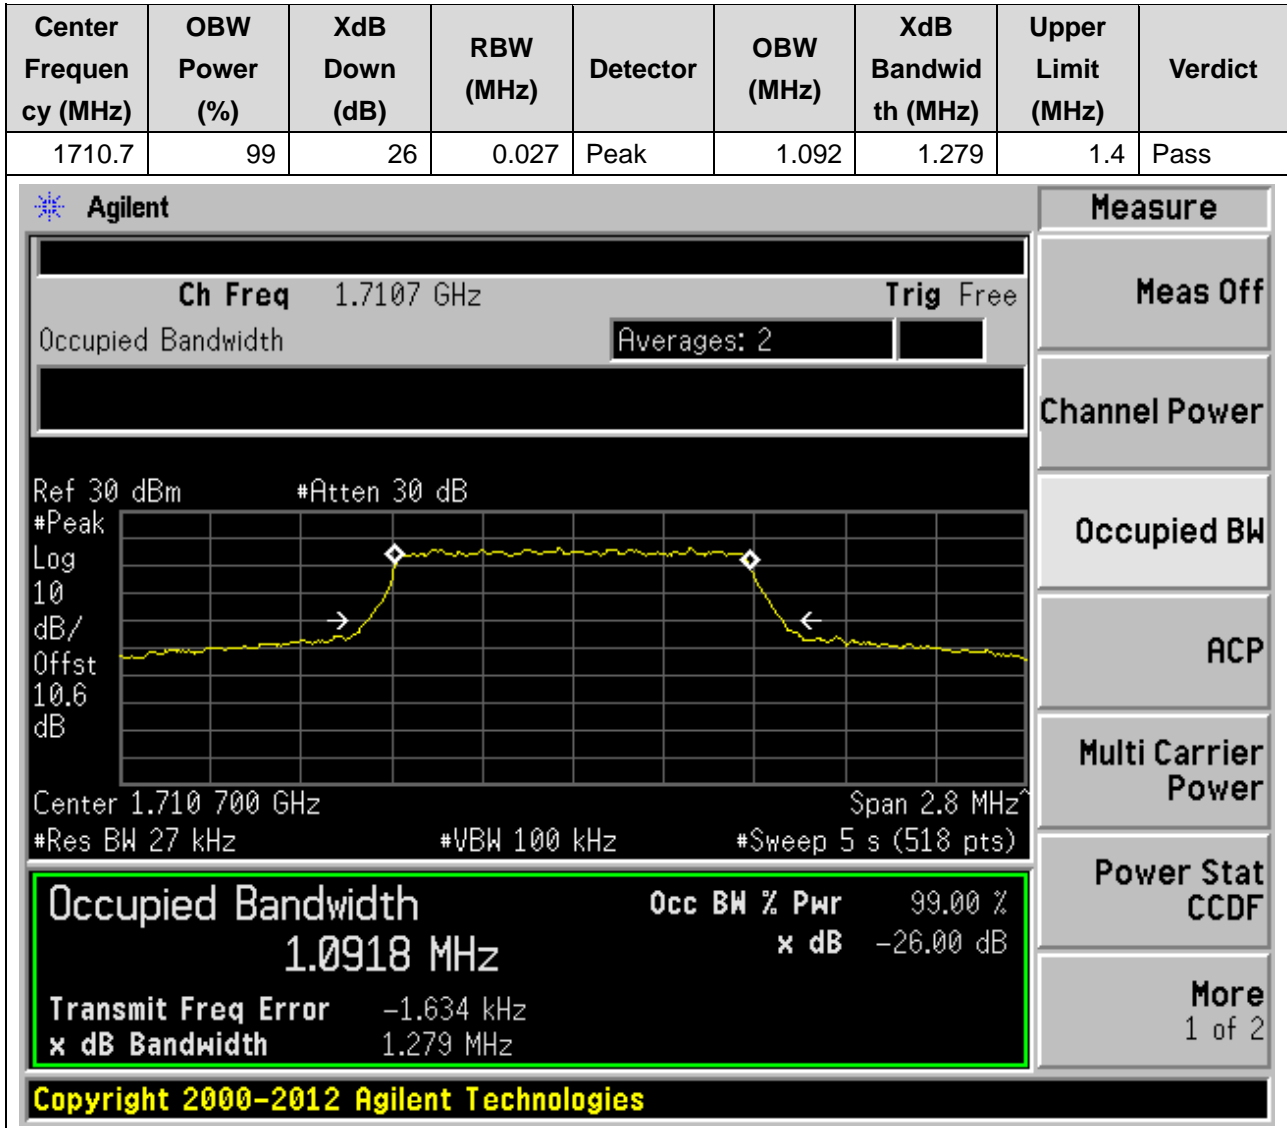 Center Frequen cy (MHz) OBW Power (%) XdB Down (dB) RBW (MHz) Detector OBW (MHz) XdB Bandwid th (MHz) Upper Limit (MHz) Verdict
1710.7 99 26 0.027 Peak 1.092 1.279 1.4 Pass
Agilent
Measure
Ch Freq 1.7107 GHz Trig Free
Meas Off
Occupied Bandwidth Averages: 2
Channel Power
Ref 30 dBm #Atten 30 dB
#Peak
Log
10
dB/
Offst
10.6
dB
Occupied BW
ACP
Multi Carrier
Power
Center 1.710 700 GHz Span 2.8 MHz^
#Res BW 27 kHz #VBW 100 kHz #Sweep 5 s (518 pts)
Power Stat
CCDF
Occupied Bandwidth Occ BW % Pwr 99.00 %
1.0918 MHz x dB -26.00 dB
Transmit Freq Error -1.634 kHz
x dB Bandwidth 1.279 MHz
More
1 of 2
Copyright 2000-2012 Agilent Technologies